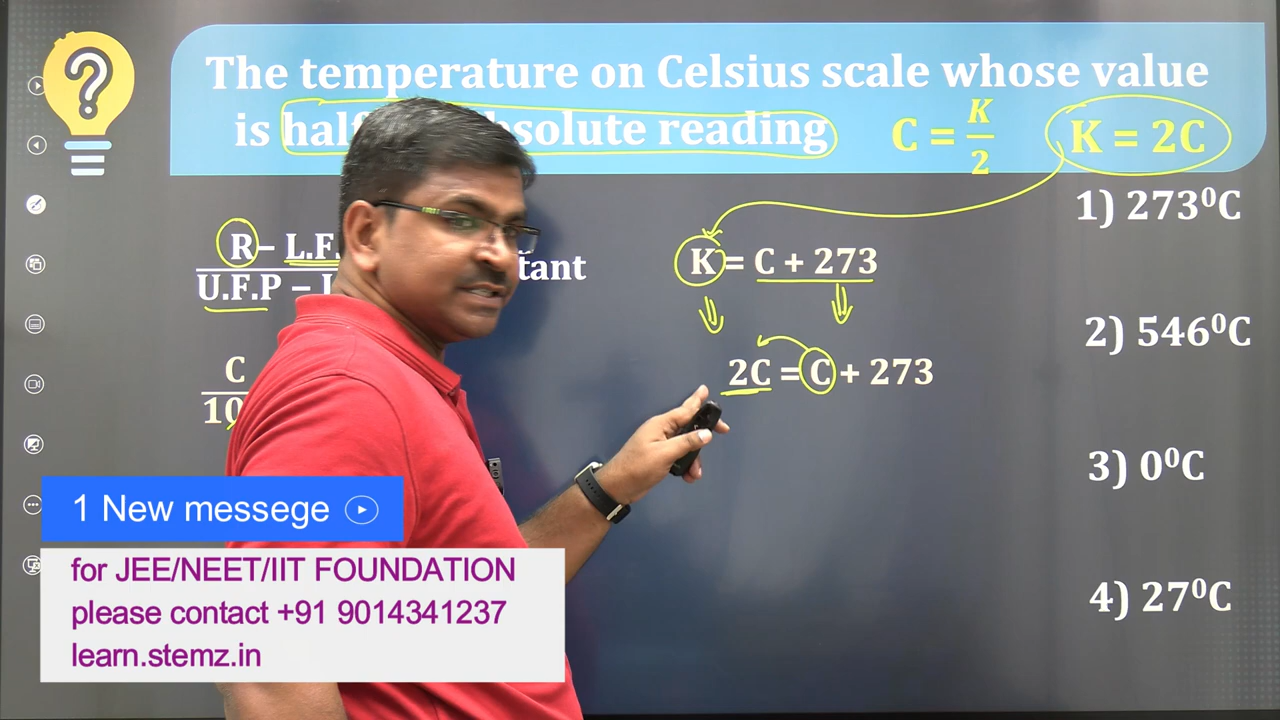 The temperature on Celsius scale whose value
is half absolute reading C = K/2 K = 2C
R – L.F.
U.F.P –
tant
K = C + 273
2C = C + 273
C
10
1) 273⁰C
2) 546⁰C
3) 0⁰C
4) 27⁰C
1 New messege
for JEE/NEET/IIT FOUNDATION
please contact +91 9014341237
learn.stemz.in